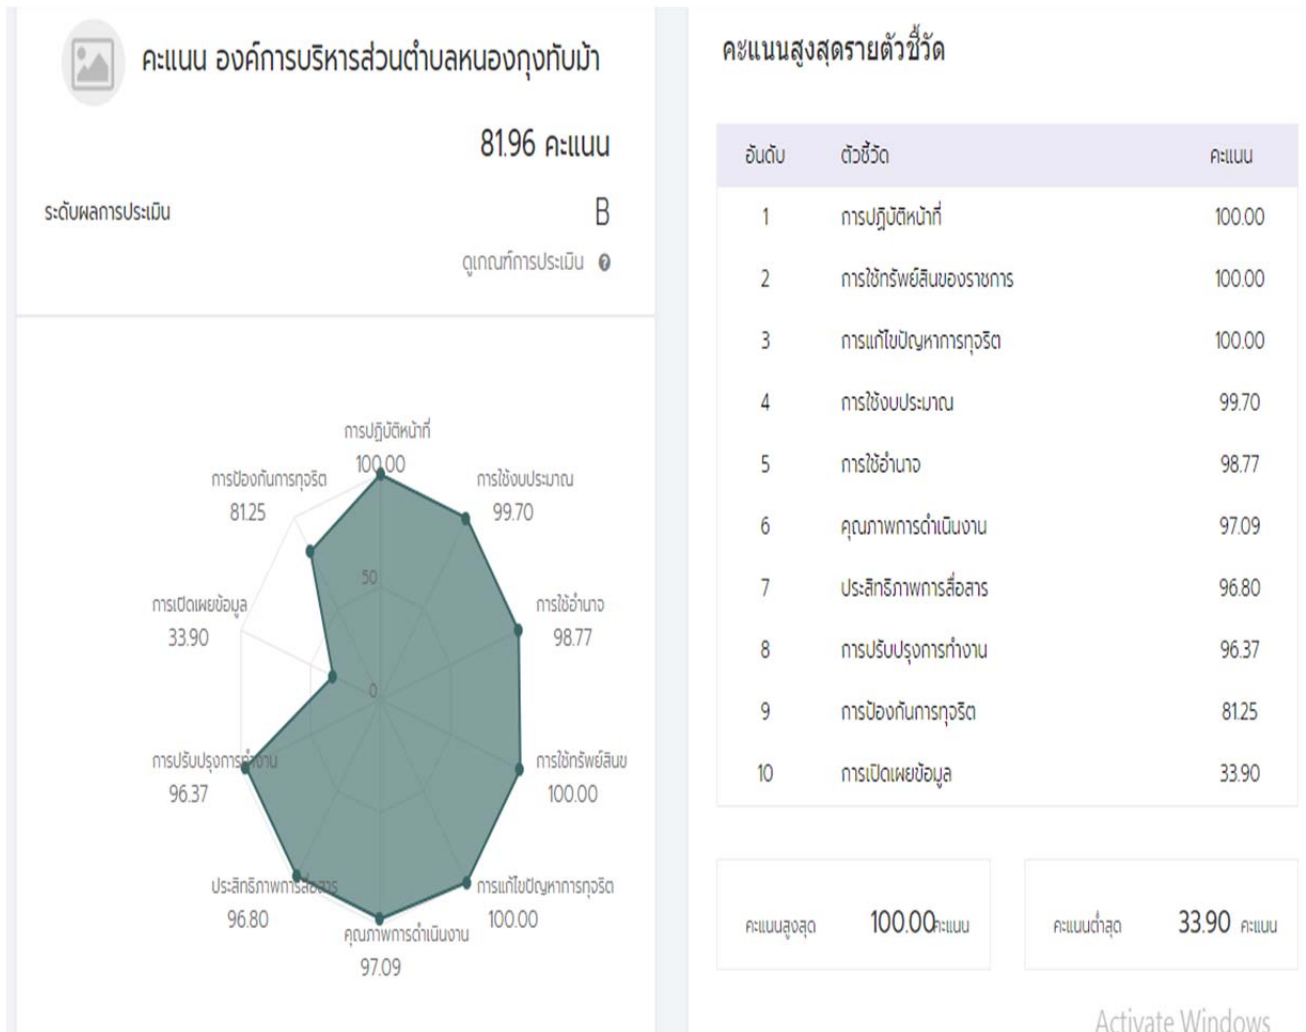 คะแนน องค์การบริหารส่วนตำบลหนองกุงทับม้า
81.96 คะแนน
ระดับผลการประเมิน B
ดูเกณฑ์การประเมิน ?
การปฏิบัติหน้าที่
100.00
การป้องกันการทุจริต
81.25
การใช้งบประมาณ
99.70
50
การเปิดเผยข้อมูล
33.90
การใช้อำนาจ
98.77
0
การปรับปรุงการทำงาน
96.37
การใช้ทรัพย์สินข
100.00
ประสิทธิภาพการสื่อสาร
96.80
การแก้ไขปัญหาการทุจริต
100.00
คุณภาพการดำเนินงาน
97.09
คะแนนสูงสุดรายตัวชี้วัด
อันดับ ตัวชี้วัด คะแนน
1 การปฏิบัติหน้าที่ 100.00
2 การใช้ทรัพย์สินของราชการ 100.00
3 การแก้ไขปัญหาการทุจริต 100.00
4 การใช้งบประมาณ 99.70
5 การใช้อำนาจ 98.77
6 คุณภาพการดำเนินงาน 97.09
7 ประสิทธิภาพการสื่อสาร 96.80
8 การปรับปรุงการทำงาน 96.37
9 การป้องกันการทุจริต 81.25
10 การเปิดเผยข้อมูล 33.90
คะแนนสูงสุด 100.00 คะแนน
คะแนนต่ำสุด 33.90 คะแนน
Activate Windows